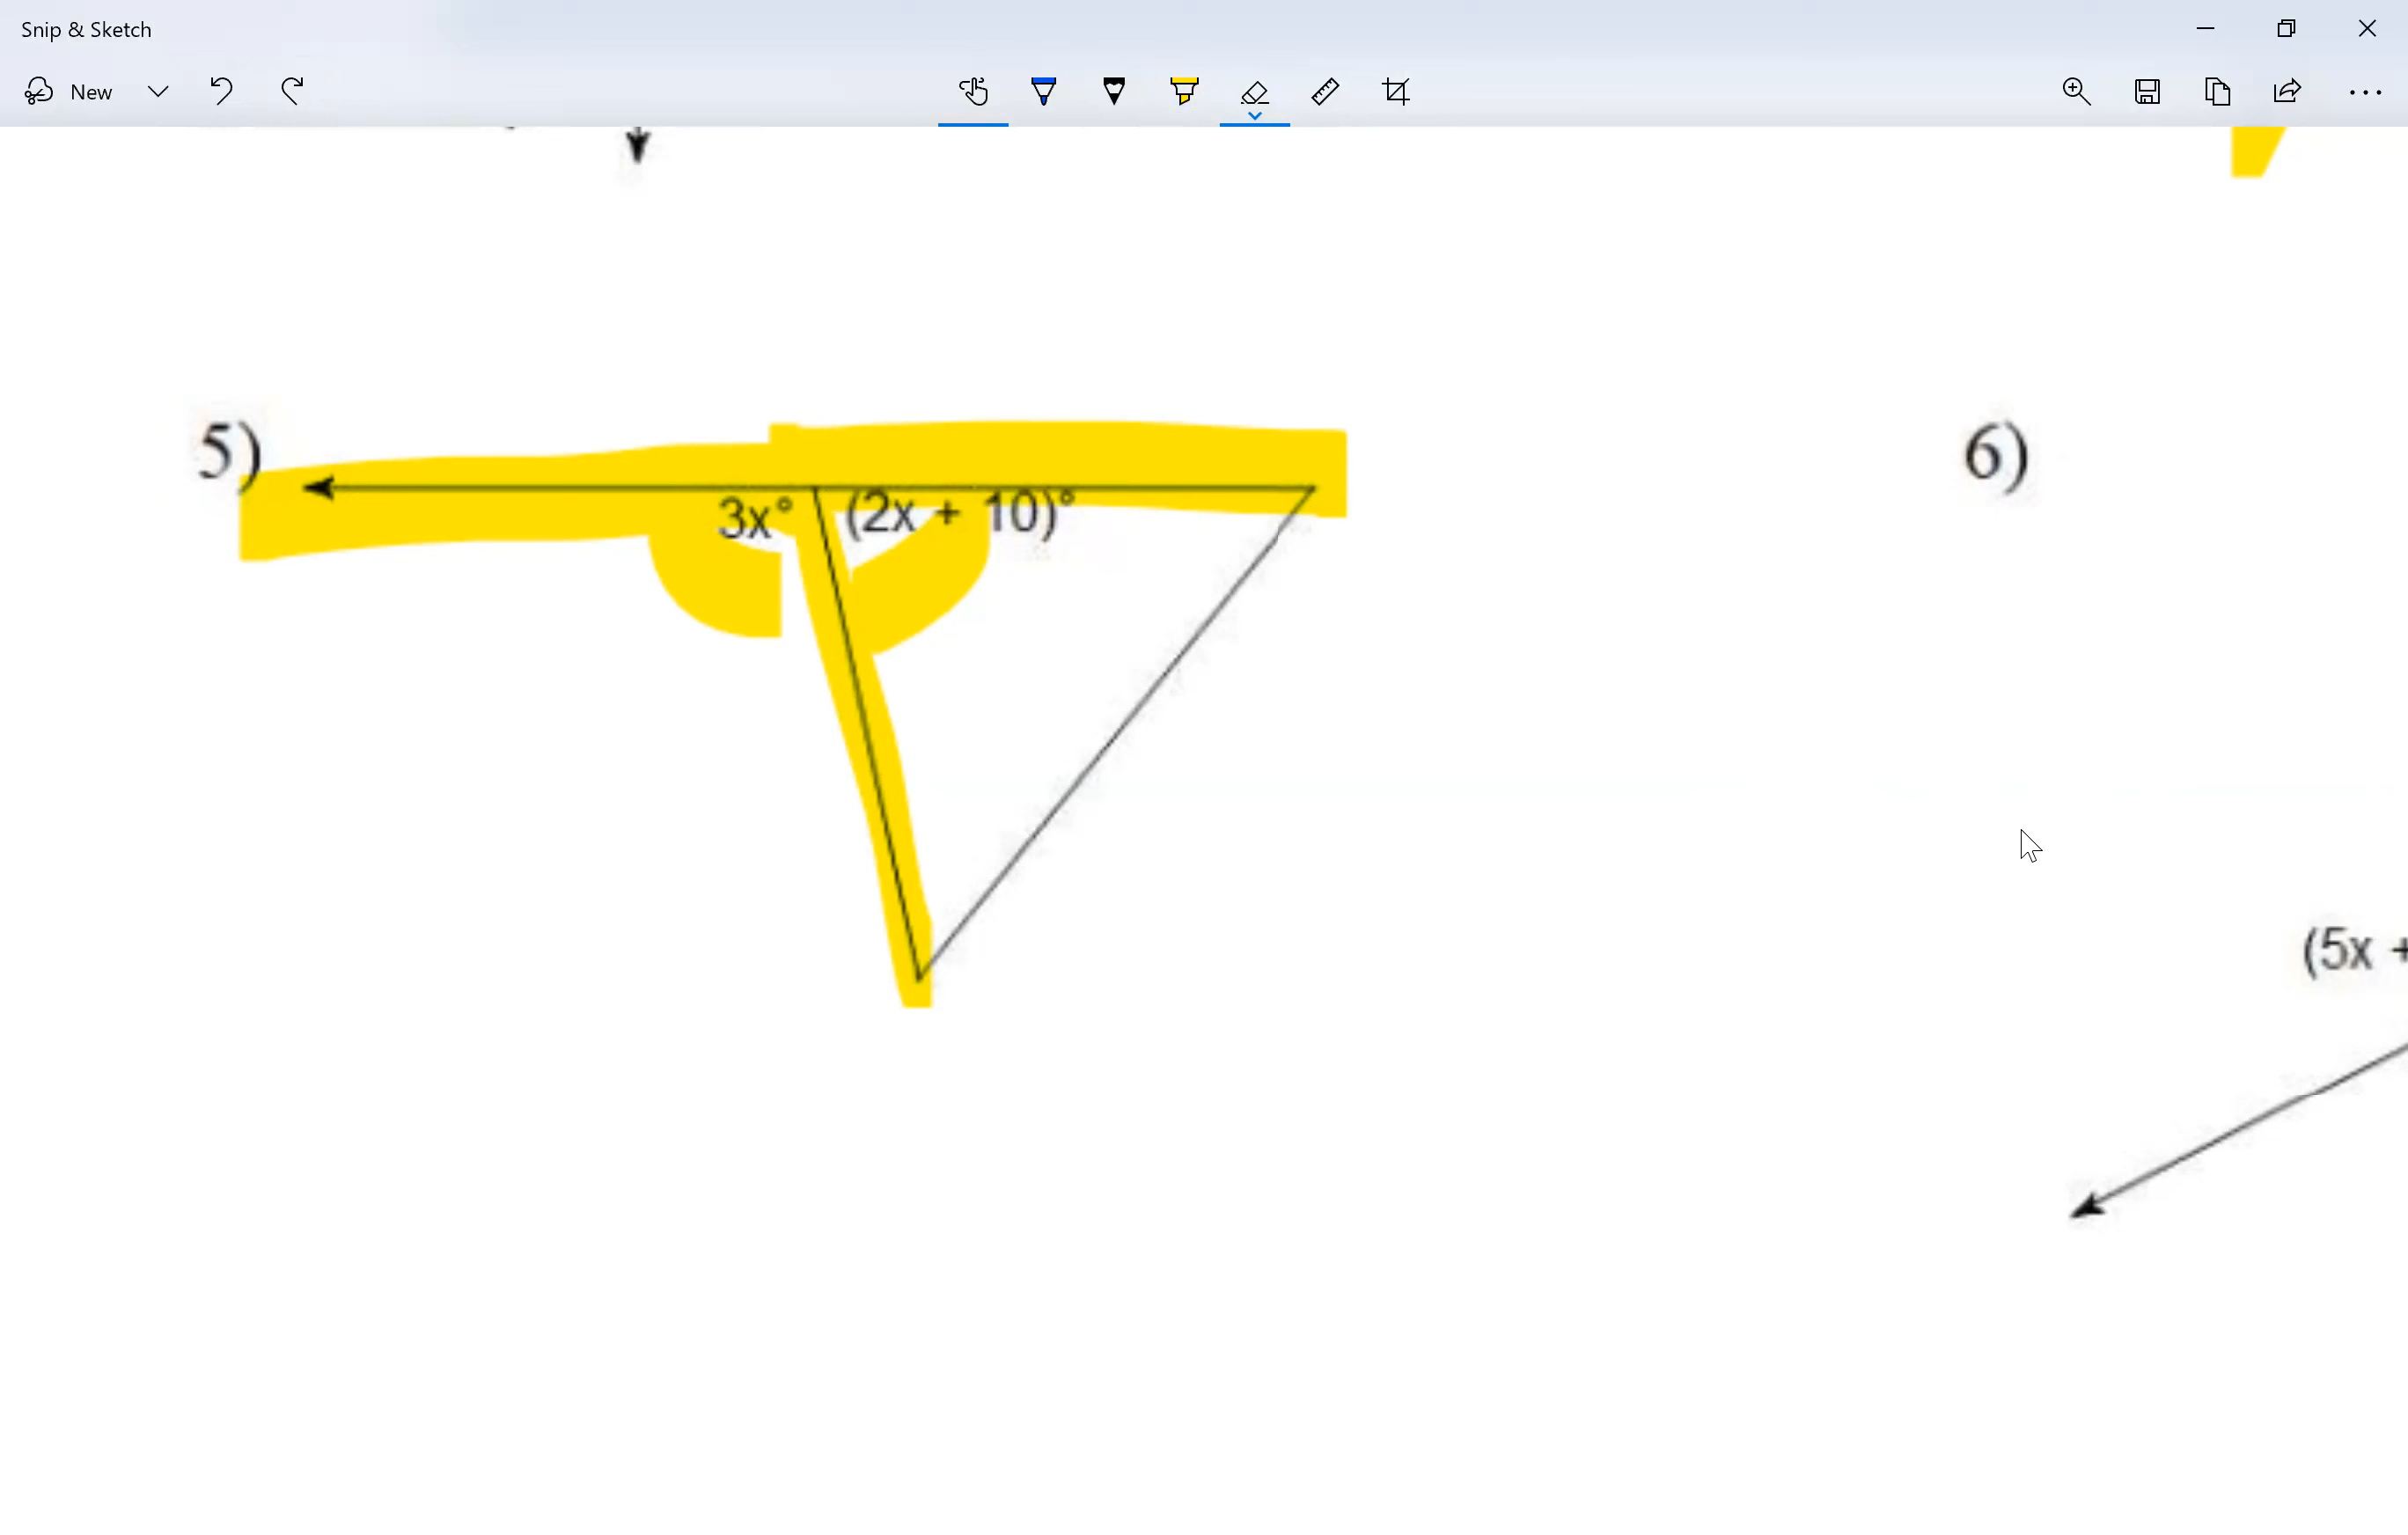 Snip & Sketch
New
5)
3x° (2x + 10)°
6)
(5x +